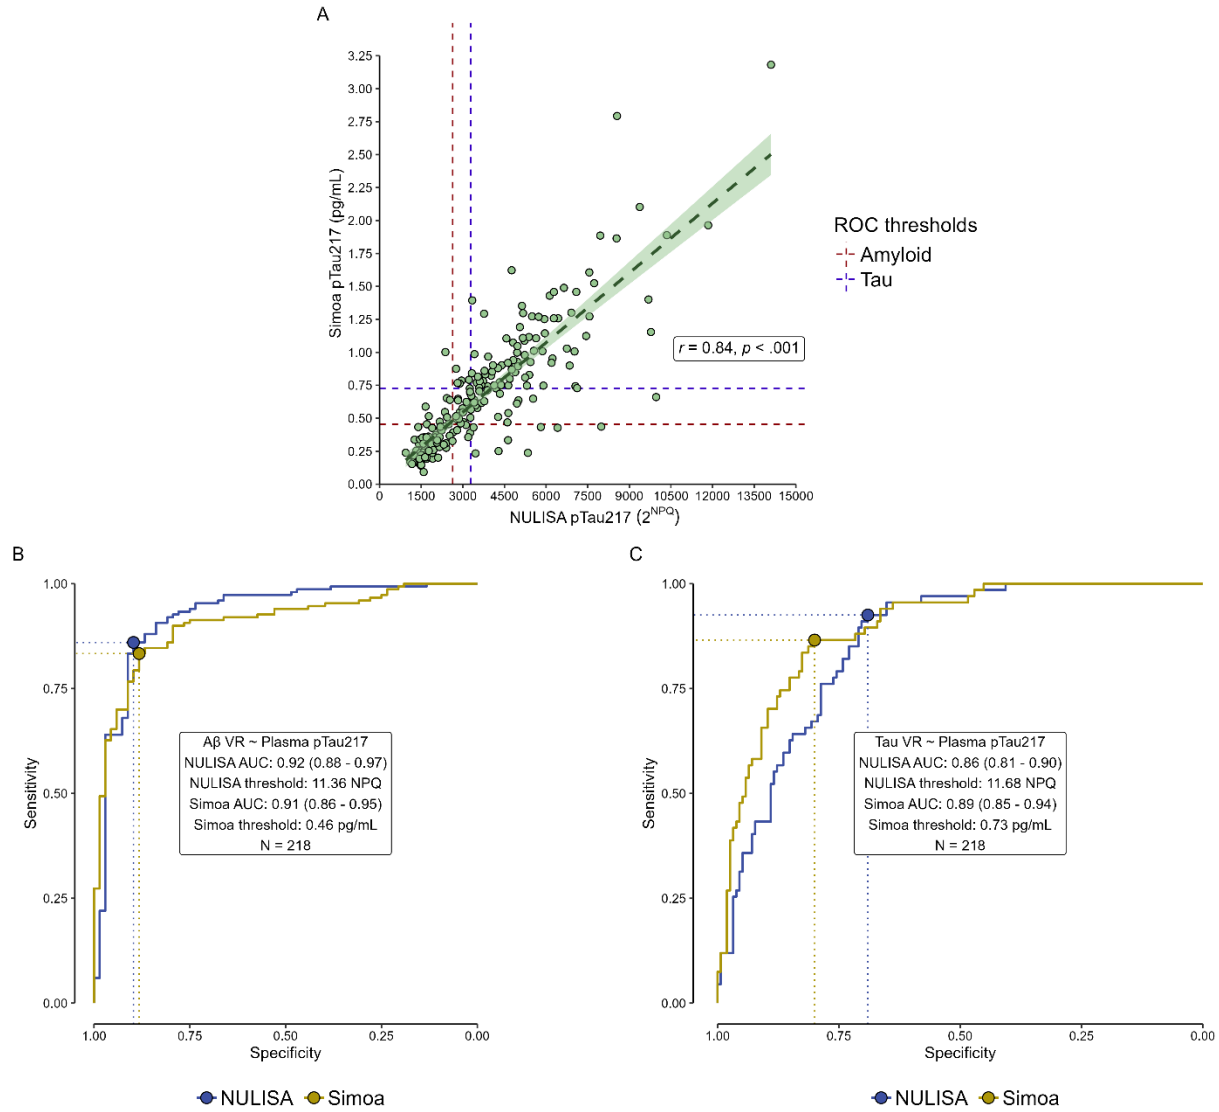 A
3.25
3.00
2.75
2.50
2.25
2.00
1.75
1.50
1.25
1.00
0.75
0.50
0.25
0.00
Simoa pTau217 (pg/mL)
0 1500 3000 4500 6000 7500 9000 10500 12000 13500 15000
NULISA pTau217 (2^NPQ)
r = 0.84, p < .001
ROC thresholds
Amyloid
Tau
B
1.00
0.75
0.50
0.25
0.00
Sensitivity
Aβ VR ~ Plasma pTau217
NULISA AUC: 0.92 (0.88 - 0.97)
NULISA threshold: 11.36 NPQ
Simoa AUC: 0.91 (0.86 - 0.95)
Simoa threshold: 0.46 pg/mL
N = 218
1.00 0.75 0.50 0.25 0.00
Specificity
NULISA Simoa
C
1.00
0.75
0.50
0.25
0.00
Sensitivity
Tau VR ~ Plasma pTau217
NULISA AUC: 0.86 (0.81 - 0.90)
NULISA threshold: 11.68 NPQ
Simoa AUC: 0.89 (0.85 - 0.94)
Simoa threshold: 0.73 pg/mL
N = 218
1.00 0.75 0.50 0.25 0.00
Specificity
NULISA Simoa